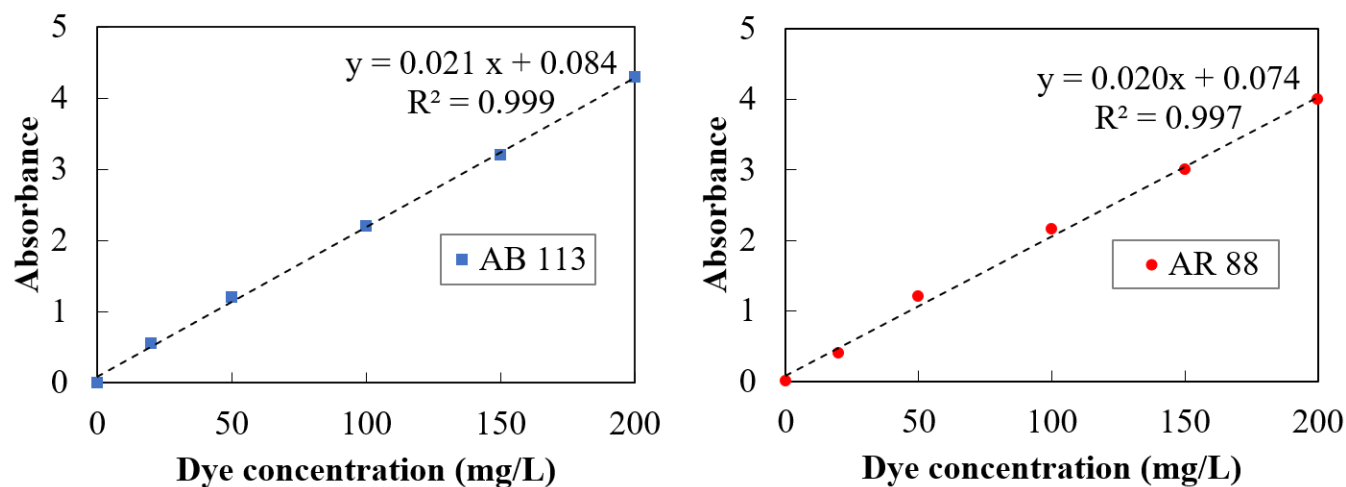 5
4
3
2
1
0
Absorbance
y = 0.021 x + 0.084
R² = 0.999
AB 113
0 50 100 150 200
Dye concentration (mg/L)
5
4
3
2
1
0
Absorbance
y = 0.020x + 0.074
R² = 0.997
AR 88
0 50 100 150 200
Dye concentration (mg/L)